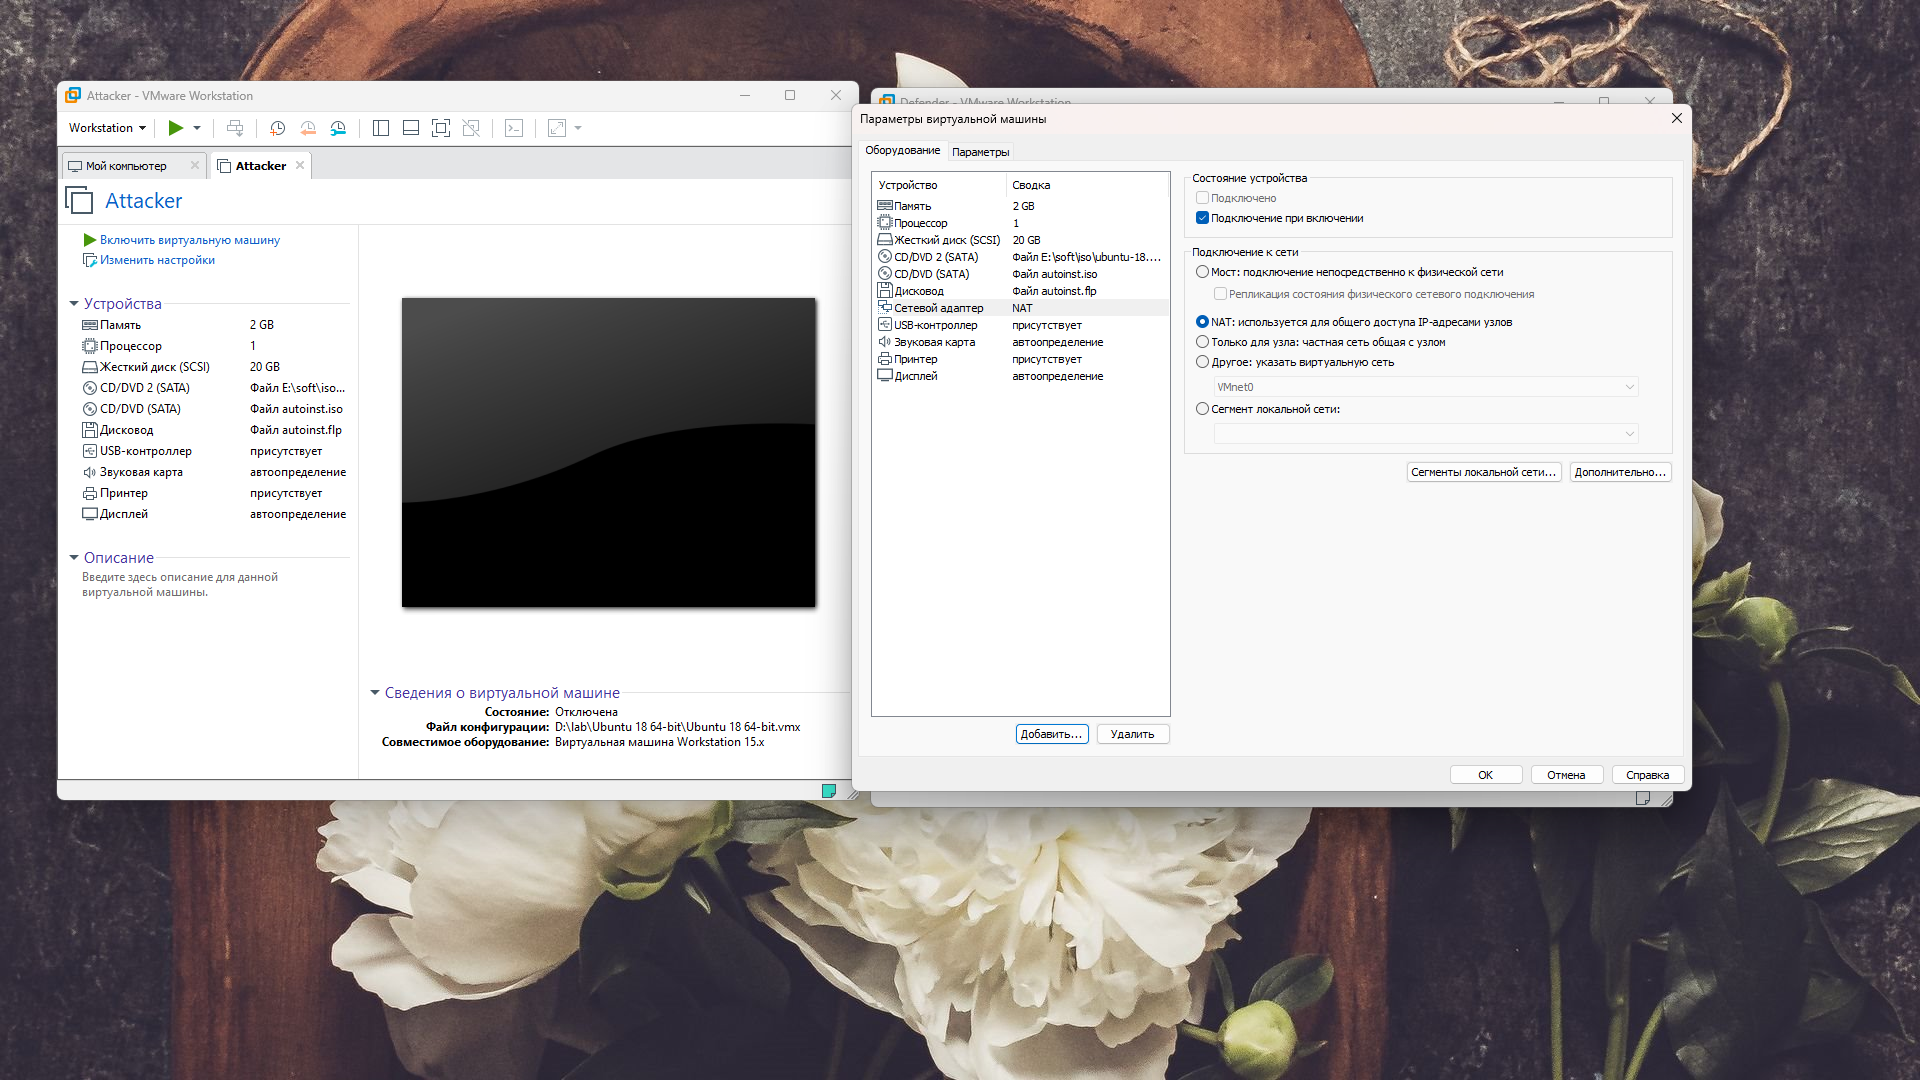 Attacker - VMware Workstation
Workstation
Мой компьютер
Attacker
Attacker
Включить виртуальную машину
Изменить настройки
Устройства
Память 2 GB
Процессор 1
Жесткий диск (SCSI) 20 GB
CD/DVD 2 (SATA) Файл E:\soft\iso...
CD/DVD (SATA) Файл autoinst.iso
Дисковод Файл autoinst.flp
USB-контроллер присутствует
Звуковая карта автоопределение
Принтер присутствует
Дисплей автоопределение
Описание
Введите здесь описание для данной
виртуальной машины.
Сведения о виртуальной машине
Состояние: Отключена
Файл конфигурации: D:\lab\Ubuntu 18 64-bit\Ubuntu 18 64-bit.vmx
Совместимое оборудование: Виртуальная машина Workstation 15.x
Defender - VMware Workstation
Параметры виртуальной машины
Оборудование
Параметры
Устройство Сводка
Память 2 GB
Процессор 1
Жесткий диск (SCSI) 20 GB
CD/DVD 2 (SATA) Файл E:\soft\iso\ubuntu-18....
CD/DVD (SATA) Файл autoinst.iso
Дисковод Файл autoinst.flp
Сетевой адаптер NAT
USB-контроллер присутствует
Звуковая карта автоопределение
Принтер присутствует
Дисплей автоопределение
Добавить...
Удалить
Состояние устройства
Подключено
Подключение при включении
Подключение к сети
Мост: подключение непосредственно к физической сети
Репликация состояния физического сетевого подключения
NAT: используется для общего доступа IP-адресами узлов
Только для узла: частная сеть общая с узлом
Другое: указать виртуальную сеть
VMnet0
Сегмент локальной сети:
Сегменты локальной сети...
Дополнительно...
ОК
Отмена
Справка